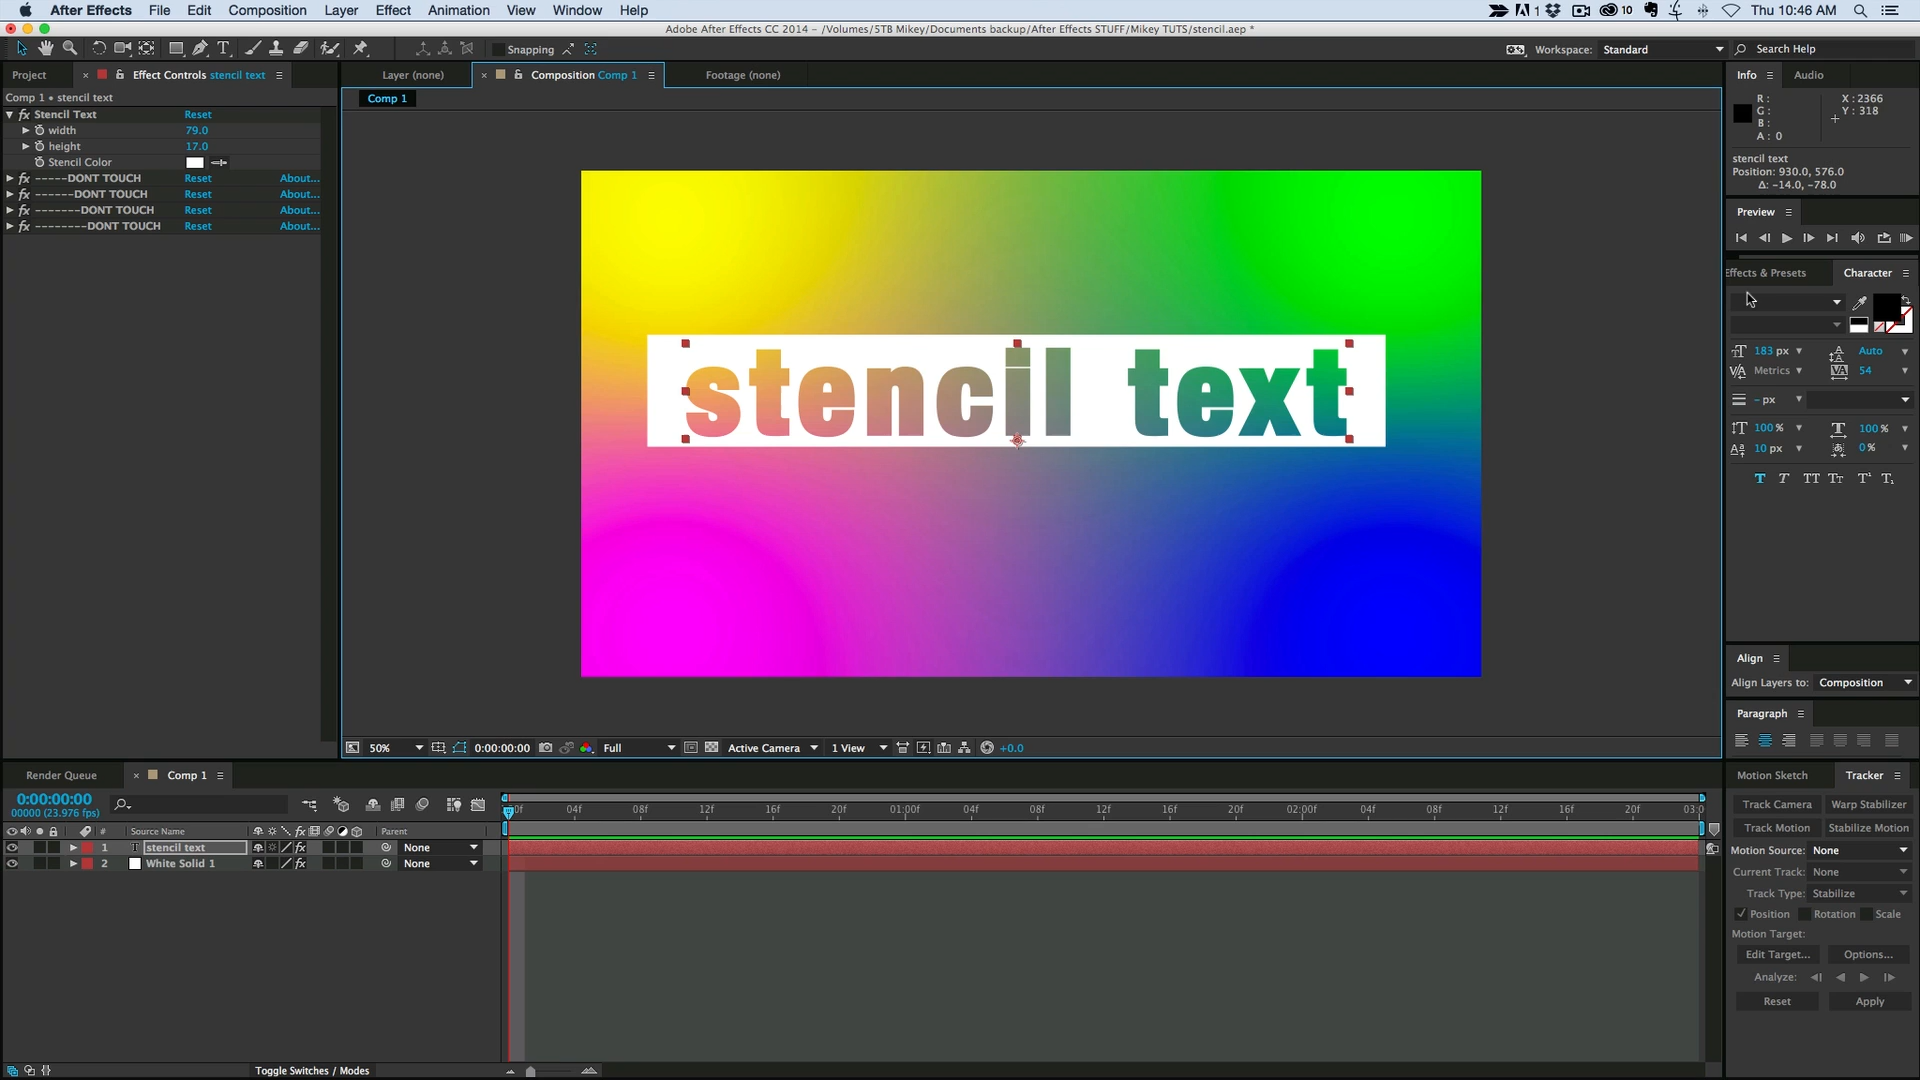 After Effects File Edit Composition Layer Effect Animation View Window Help
1 10 Thu 10:46 AM
Adobe After Effects CC 2014 - /Volumes/5TB Mikey/Documents backup/After Effects STUFF/Mikey TUTS/stencil.aep *
Snapping Workspace: Standard Search Help
Project Effect Controls stencil text Layer (none) Composition Comp 1 Footage (none) Info Audio
Comp 1 • stencil text
Comp 1
Stencil Text Reset
width 79.0
height 17.0
Stencil Color
-----DONT TOUCH Reset About...
------DONT TOUCH Reset About...
-------DONT TOUCH Reset About...
--------DONT TOUCH Reset About...
R :
G :
B :
A : 0
X : 2366
Y : 318
stencil text
Position: 930.0, 576.0
Δ: -14.0, -78.0
Preview
Effects & Presets Character
stencil text
183 px Auto
Metrics 54
- px
100 % 100 %
10 px 0 %
T T TT Tt T¹ T₁
Align
Align Layers to: Composition
Paragraph
50% 0:00:00:00 Full Active Camera 1 View +0.0
Render Queue Comp 1
0:00:00:00
00000 (23.976 fps)
04f 08f 12f 16f 20f 01:00f 04f 08f 12f 16f 20f 02:00f 04f 08f 12f 16f 20f 03:0
# Source Name Parent
1 T stencil text None
2 White Solid 1 None
Motion Sketch Tracker
Track Camera Warp Stabilizer
Track Motion Stabilize Motion
Motion Source: None
Current Track: None
Track Type: Stabilize
Position Rotation Scale
Motion Target:
Edit Target... Options...
Analyze:
Reset Apply
Toggle Switches / Modes